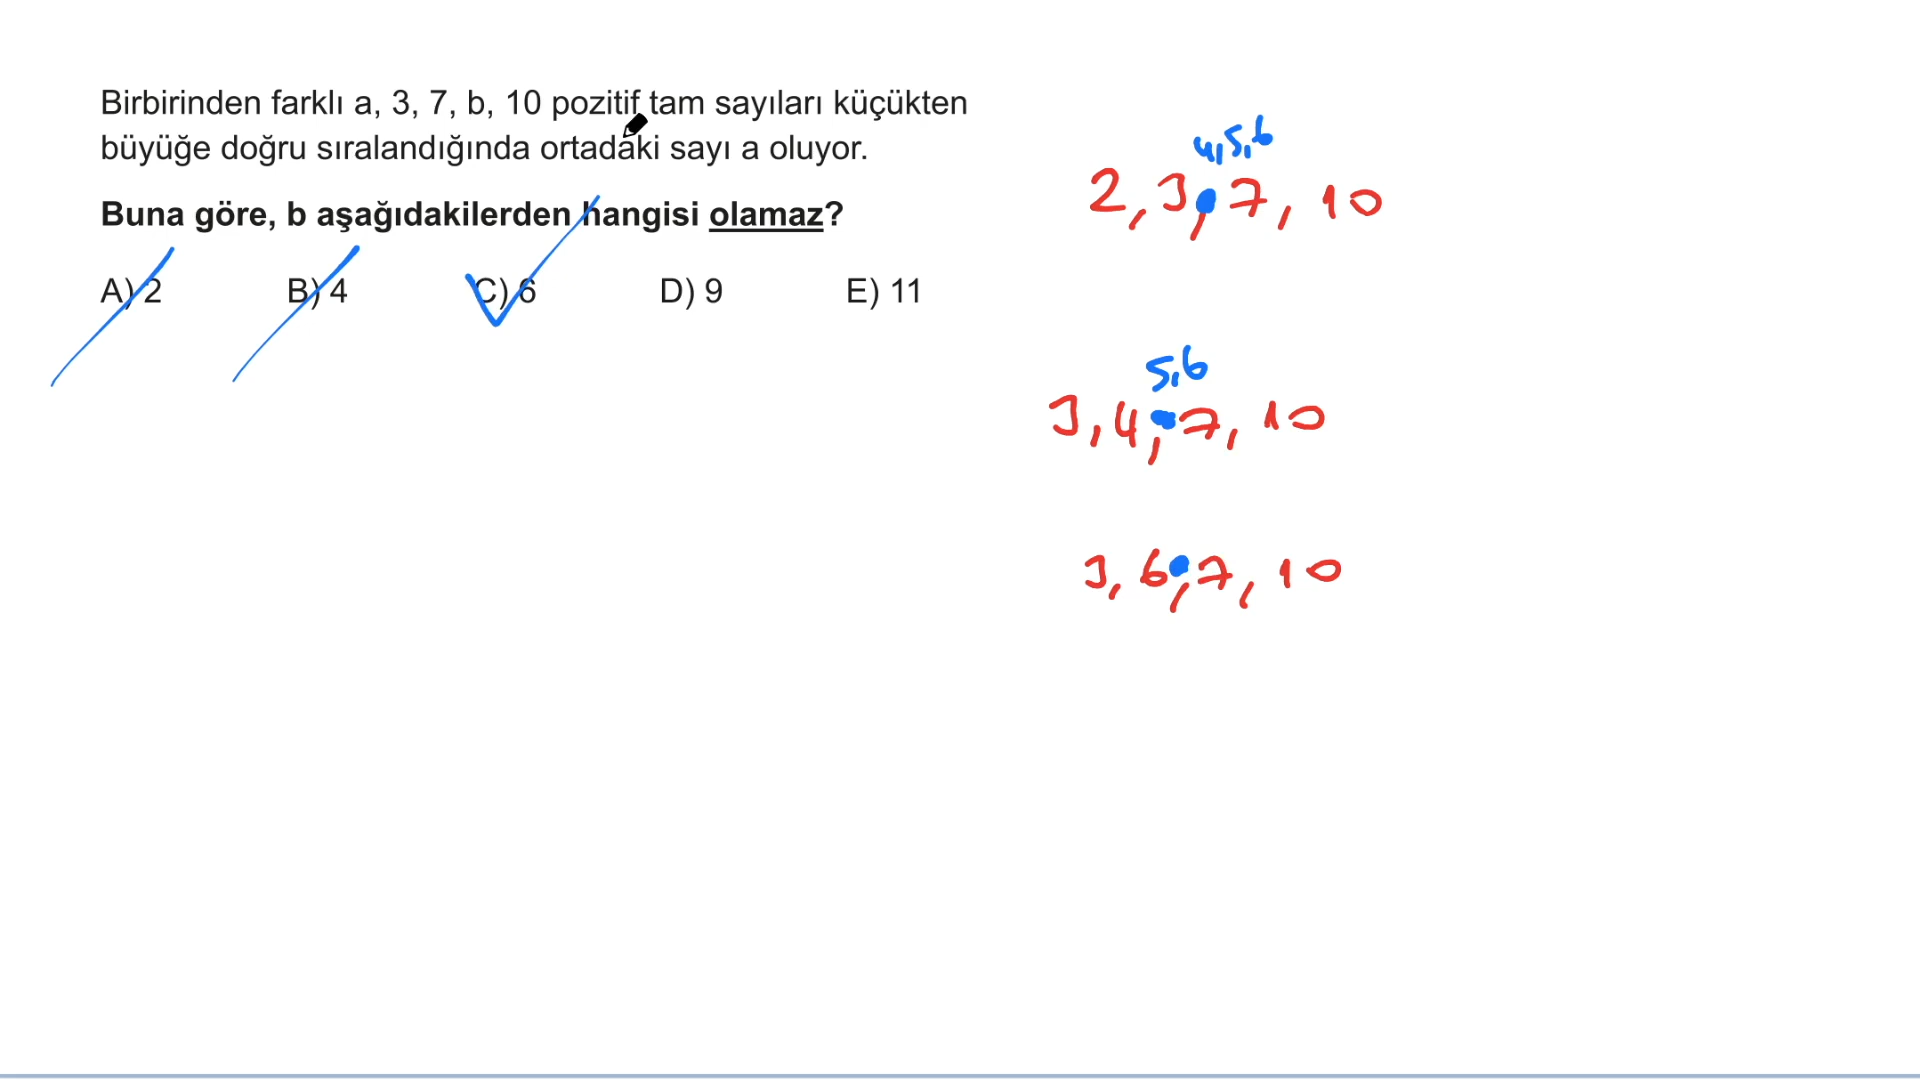 Birbirinden farklı a, 3, 7, b, 10 pozitif tam sayıları küçükten
büyüğe doğru sıralandığında ortadaki sayı a oluyor.
Buna göre, b aşağıdakilerden hangisi olamaz?
A) 2 B) 4 C) 6 D) 9 E) 11
4,5,6
2, 3, 7, 10
5,6
3, 4, 7, 10
3, 6, 7, 10